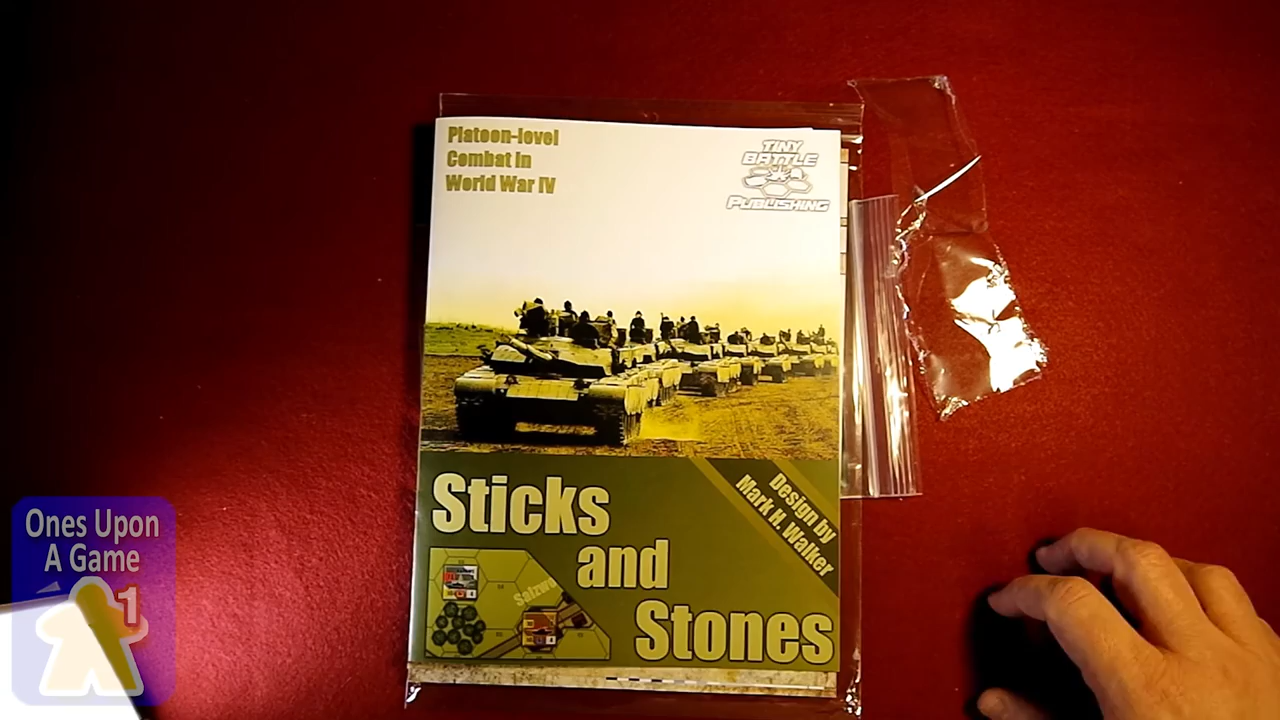 Platoon-level
Combat in
World War IV
TINY
BATTLE
PUBLISHING
Sticks
and
Stones
Design by
Mark H. Walker
Ones Upon
A Game
1